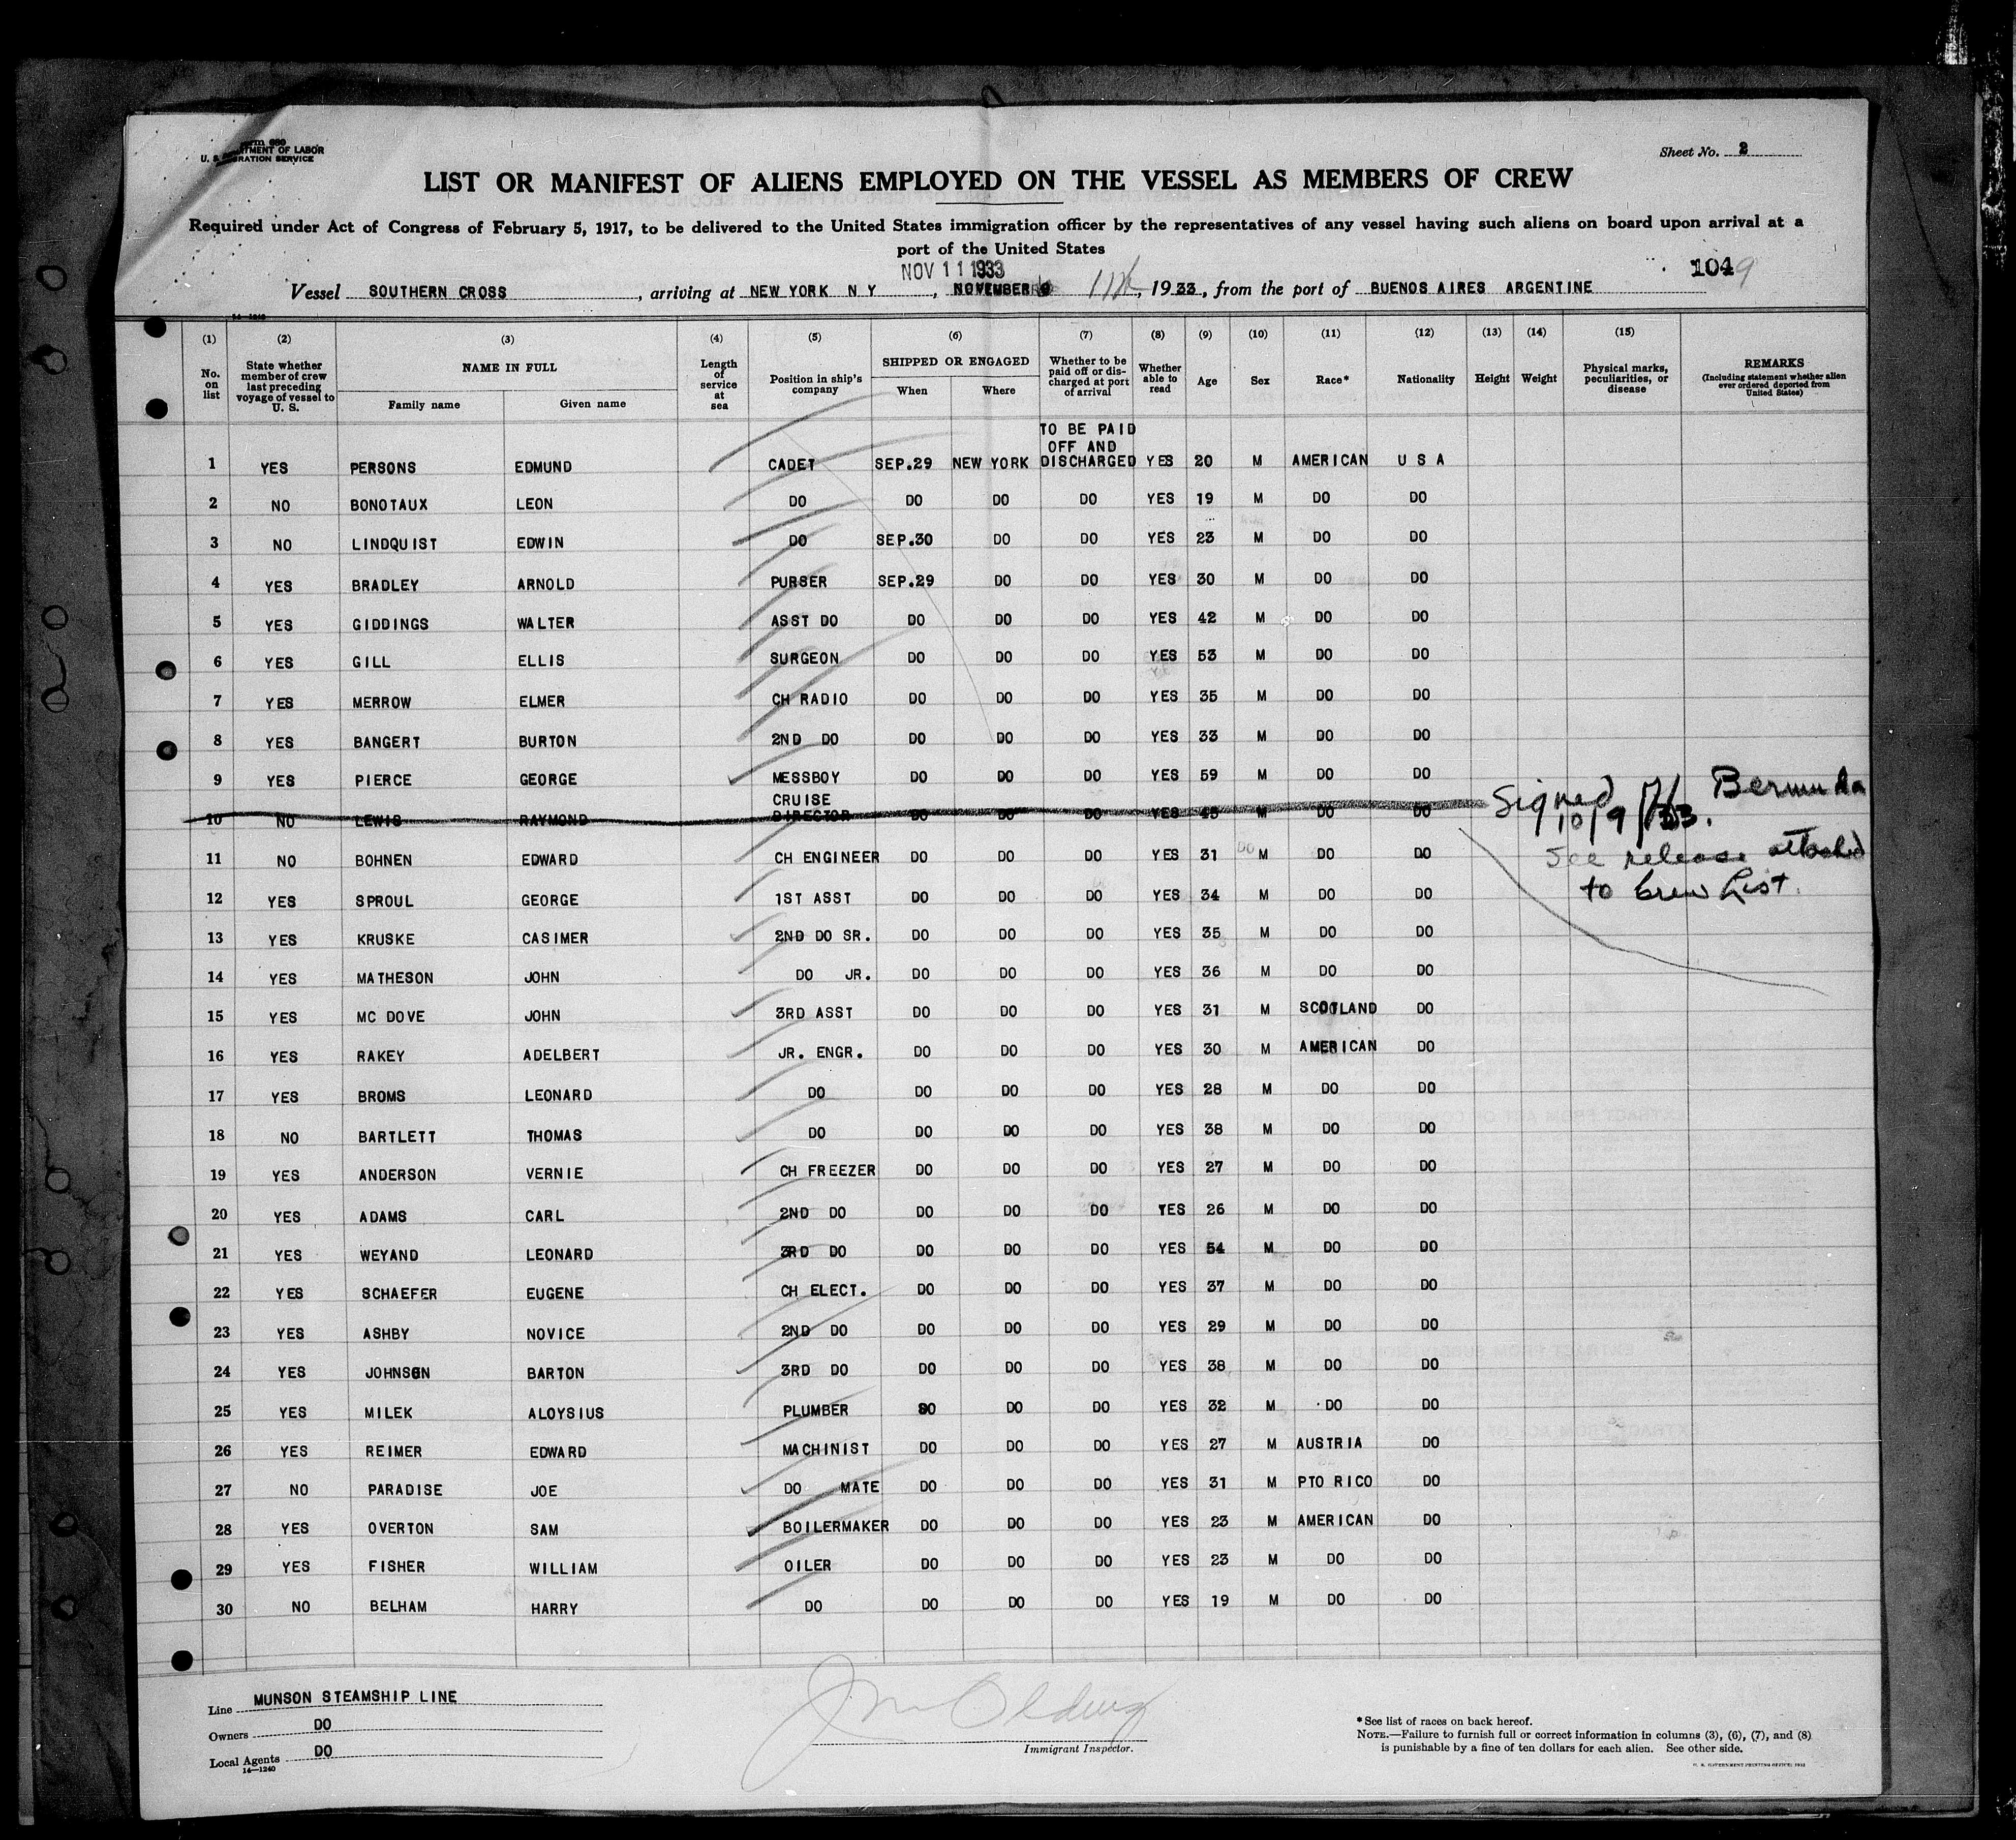 Form 680
U. S. DEPARTMENT OF LABOR
IMMIGRATION SERVICE
Sheet No. 2
LIST OR MANIFEST OF ALIENS EMPLOYED ON THE VESSEL AS MEMBERS OF CREW
Required under Act of Congress of February 5, 1917, to be delivered to the United States immigration officer by the representatives of any vessel having such aliens on board upon arrival at a
port of the United States
NOV 11 1933
1049
Vessel SOUTHERN CROSS, arriving at NEW YORK N Y, NOVEMBER 11th, 1933, from the port of BUENOS AIRES ARGENTINE
14—1240
(1) (2) (3) (4) (5) (6) (7) (8) (9) (10) (11) (12) (13) (14) (15)
No. on list State whether member of crew last preceding voyage of vessel to U. S. NAME IN FULL Family name Given name Length of service at sea Position in ship's company SHIPPED OR ENGAGED When Where Whether to be paid off or discharged at port of arrival Whether able to read Age Sex Race* Nationality Height Weight Physical marks, peculiarities, or disease REMARKS (Including statement whether alien ever ordered deported from United States)
1 YES PERSONS EDMUND CADET SEP.29 NEW YORK TO BE PAID OFF AND DISCHARGED YES 20 M AMERICAN U S A
2 NO BONOTAUX LEON DO DO DO DO YES 19 M DO DO
3 NO LINDQUIST EDWIN DO SEP.30 DO DO YES 23 M DO DO
4 YES BRADLEY ARNOLD PURSER SEP.29 DO DO YES 30 M DO DO
5 YES GIDDINGS WALTER ASST DO DO DO DO YES 42 M DO DO
6 YES GILL ELLIS SURGEON DO DO DO YES 53 M DO DO
7 YES MERROW ELMER CH RADIO DO DO DO YES 35 M DO DO
8 YES BANGERT BURTON 2ND DO DO DO DO YES 33 M DO DO
9 YES PIERCE GEORGE MESSBOY DO DO DO YES 59 M DO DO
10 NO LEWIS RAYMOND CRUISE DIRECTOR DO DO DO YES 45 M DO DO Signed Bermuda
10/9/33.
See release attached
to Crew List.
11 NO BOHNEN EDWARD CH ENGINEER DO DO DO YES 31 M DO DO
12 YES SPROUL GEORGE 1ST ASST DO DO DO YES 34 M DO DO
13 YES KRUSKE CASIMER 2ND DO SR. DO DO DO YES 35 M DO DO
14 YES MATHESON JOHN DO JR. DO DO DO YES 36 M DO DO
15 YES MC DOVE JOHN 3RD ASST DO DO DO YES 31 M SCOTLAND DO
16 YES RAKEY ADELBERT JR. ENGR. DO DO DO YES 30 M AMERICAN DO
17 YES BROMS LEONARD DO DO DO DO YES 28 M DO DO
18 NO BARTLETT THOMAS DO DO DO DO YES 38 M DO DO
19 YES ANDERSON VERNIE CH FREEZER DO DO DO YES 27 M DO DO
20 YES ADAMS CARL 2ND DO DO DO DO YES 26 M DO DO
21 YES WEYAND LEONARD 3RD DO DO DO DO YES 54 M DO DO
22 YES SCHAEFER EUGENE CH ELECT. DO DO DO YES 37 M DO DO
23 YES ASHBY NOVICE 2ND DO DO DO DO YES 29 M DO DO
24 YES JOHNSON BARTON 3RD DO DO DO DO YES 38 M DO DO
25 YES MILEK ALOYSIUS PLUMBER DO DO DO YES 32 M DO DO
26 YES REIMER EDWARD MACHINIST DO DO DO YES 27 M AUSTRIA DO
27 NO PARADISE JOE DO MATE DO DO DO YES 31 M PTO RICO DO
28 YES OVERTON SAM BOILERMAKER DO DO DO YES 23 M AMERICAN DO
29 YES FISHER WILLIAM OILER DO DO DO YES 23 M DO DO
30 NO BELHAM HARRY DO DO DO DO YES 19 M DO DO
Line MUNSON STEAMSHIP LINE
Owners DO
Local Agents DO
14—1240
Immigrant Inspector.
*See list of races on back hereof.
NOTE.—Failure to furnish full or correct information in columns (3), (6), (7), and (8)
is punishable by a fine of ten dollars for each alien. See other side.
U. S. GOVERNMENT PRINTING OFFICE: 1932